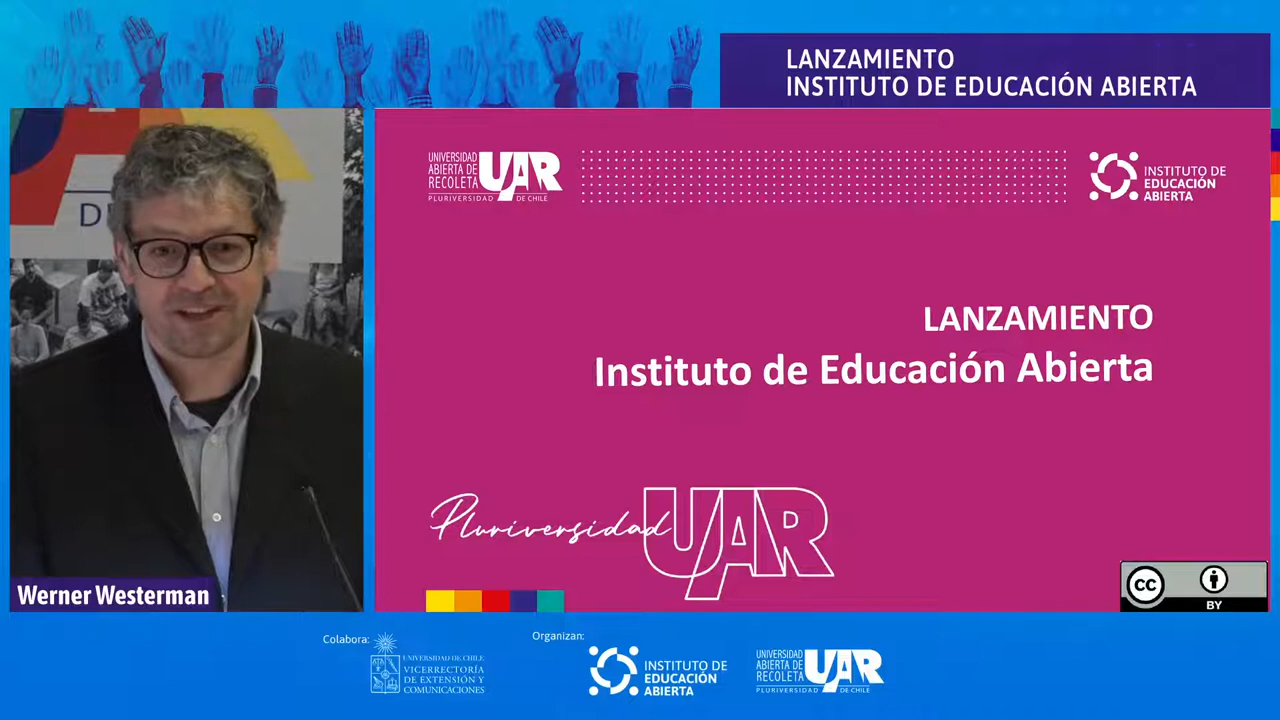 LANZAMIENTO
INSTITUTO DE EDUCACIÓN ABIERTA
D
UNIVERSIDAD
ABIERTA DE
RECOLETA
UAR
PLURIVERSIDAD DE CHILE
INSTITUTO DE
EDUCACIÓN
ABIERTA
LANZAMIENTO
Instituto de Educación Abierta
Pluriversidad
UAR
cc
BY
Werner Westerman
Colabora:
UNIVERSIDAD DE CHILE
VICERRECTORÍA
DE EXTENSIÓN Y
COMUNICACIONES
Organizan:
INSTITUTO DE
EDUCACIÓN
ABIERTA
UNIVERSIDAD
ABIERTA DE
RECOLETA
UAR
PLURIVERSIDAD DE CHILE